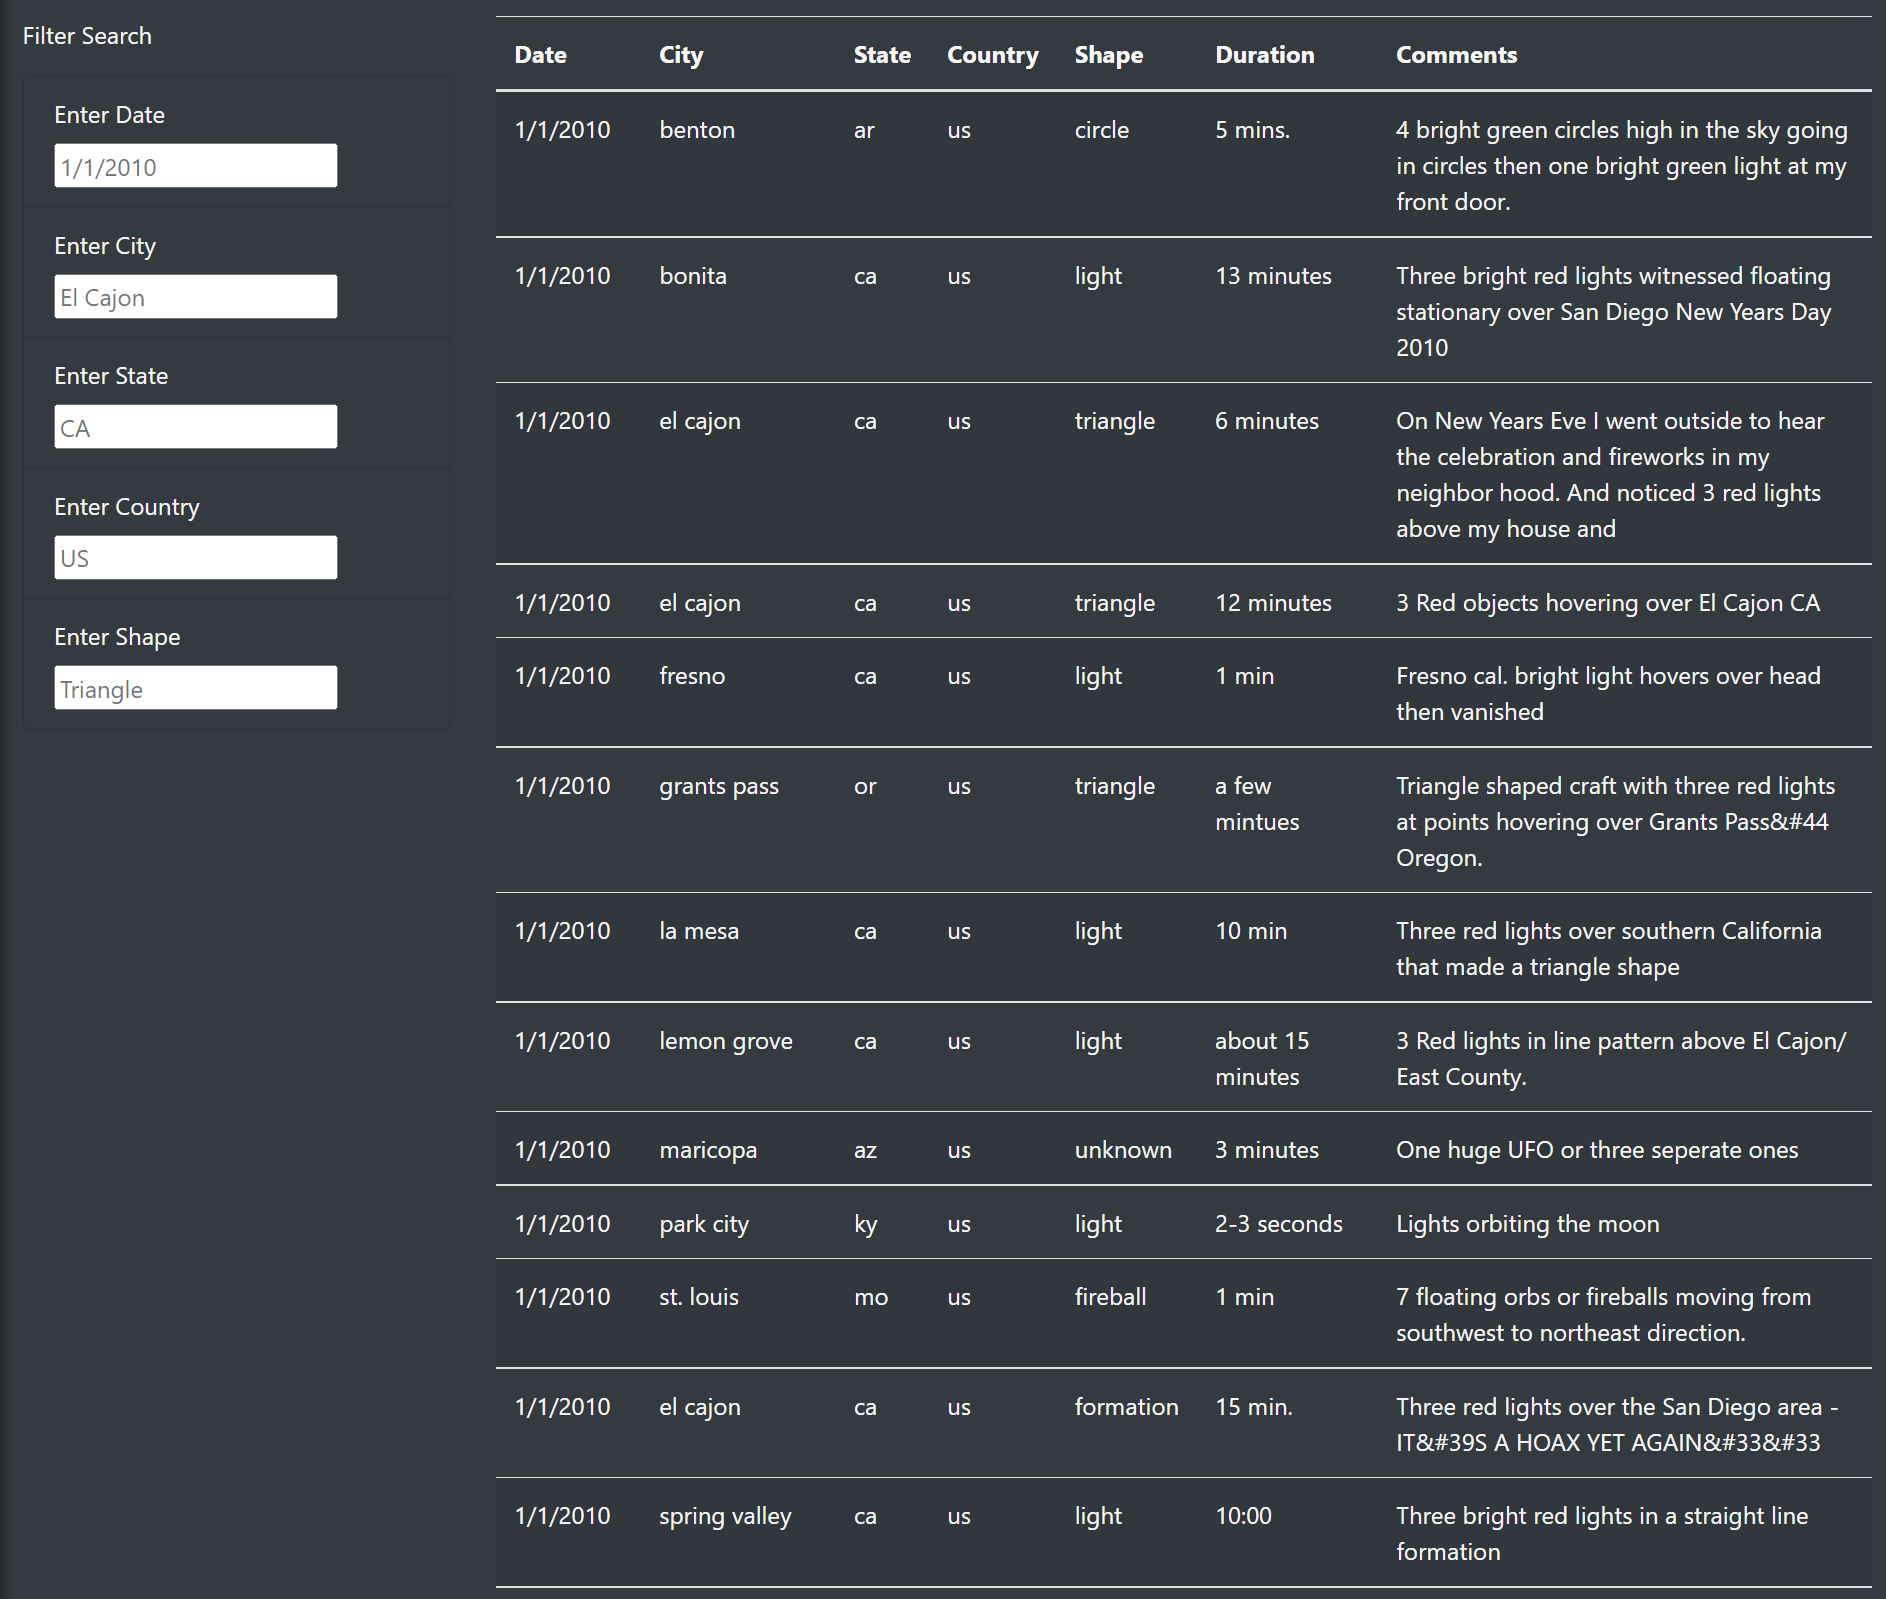 Filter Search
Enter Date
1/1/2010
Enter City
El Cajon
Enter State
CA
Enter Country
US
Enter Shape
Triangle
Date City State Country Shape Duration Comments
1/1/2010 benton ar us circle 5 mins. 4 bright green circles high in the sky going
in circles then one bright green light at my
front door.
1/1/2010 bonita ca us light 13 minutes Three bright red lights witnessed floating
stationary over San Diego New Years Day
2010
1/1/2010 el cajon ca us triangle 6 minutes On New Years Eve I went outside to hear
the celebration and fireworks in my
neighbor hood. And noticed 3 red lights
above my house and
1/1/2010 el cajon ca us triangle 12 minutes 3 Red objects hovering over El Cajon CA
1/1/2010 fresno ca us light 1 min Fresno cal. bright light hovers over head
then vanished
1/1/2010 grants pass or us triangle a few Triangle shaped craft with three red lights
mintues at points hovering over Grants Pass&#44
Oregon.
1/1/2010 la mesa ca us light 10 min Three red lights over southern California
that made a triangle shape
1/1/2010 lemon grove ca us light about 15 3 Red lights in line pattern above El Cajon/
minutes East County.
1/1/2010 maricopa az us unknown 3 minutes One huge UFO or three seperate ones
1/1/2010 park city ky us light 2-3 seconds Lights orbiting the moon
1/1/2010 st. louis mo us fireball 1 min 7 floating orbs or fireballs moving from
southwest to northeast direction.
1/1/2010 el cajon ca us formation 15 min. Three red lights over the San Diego area -
IT&#39S A HOAX YET AGAIN&#33&#33
1/1/2010 spring valley ca us light 10:00 Three bright red lights in a straight line
formation